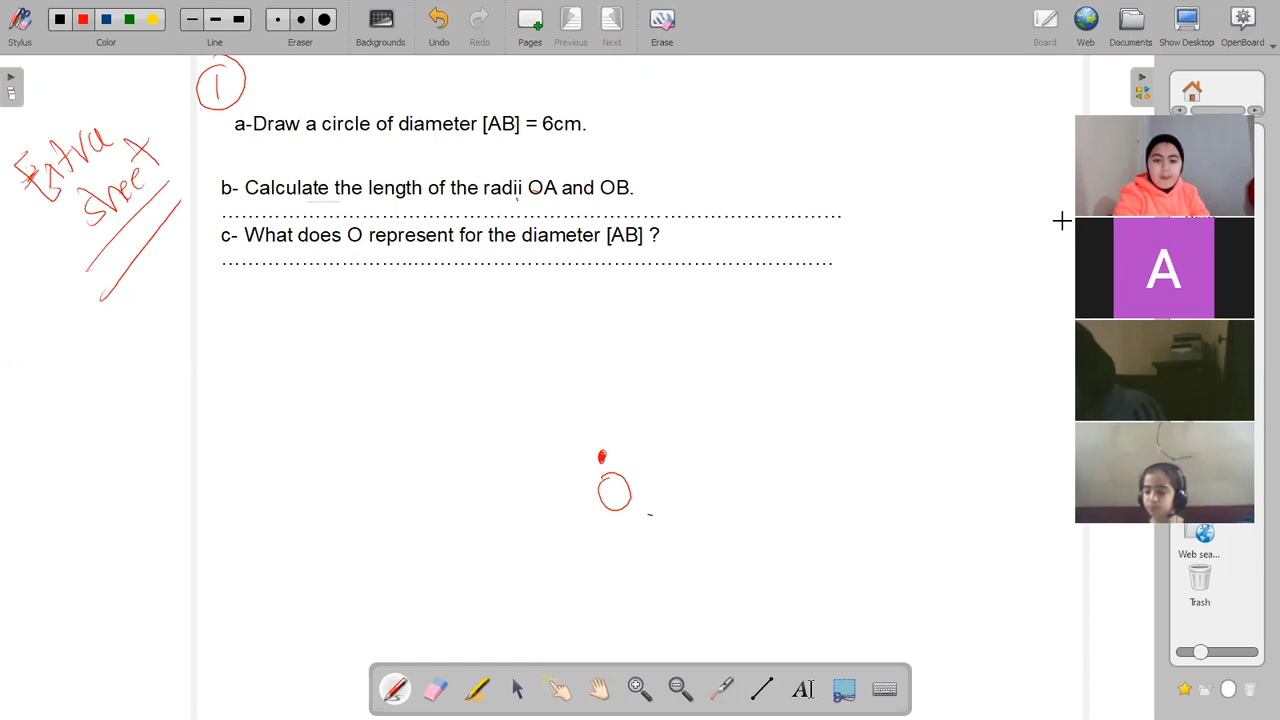 Stylus
Color
Line
Eraser
Backgrounds
Undo
Redo
Pages
Previous
Next
Erase
Board
Web
Documents
Show Desktop
OpenBoard
1
a-Draw a circle of diameter [AB] = 6cm.
Extra
sheet
b- Calculate the length of the radii OA and OB.
c- What does O represent for the diameter [AB] ?
A
O
Web sea...
Trash